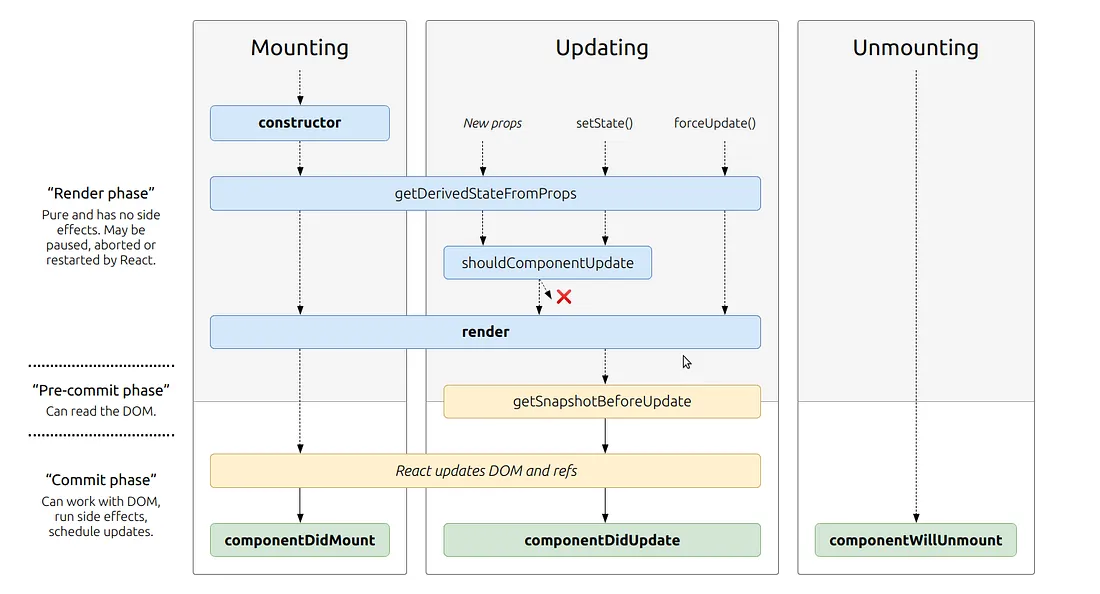 Mounting
Updating
Unmounting
constructor
New props
setState()
forceUpdate()
“Render phase”
Pure and has no side
effects. May be
paused, aborted or
restarted by React.
getDerivedStateFromProps
shouldComponentUpdate
render
“Pre-commit phase”
Can read the DOM.
getSnapshotBeforeUpdate
“Commit phase”
Can work with DOM,
run side effects,
schedule updates.
React updates DOM and refs
componentDidMount
componentDidUpdate
componentWillUnmount